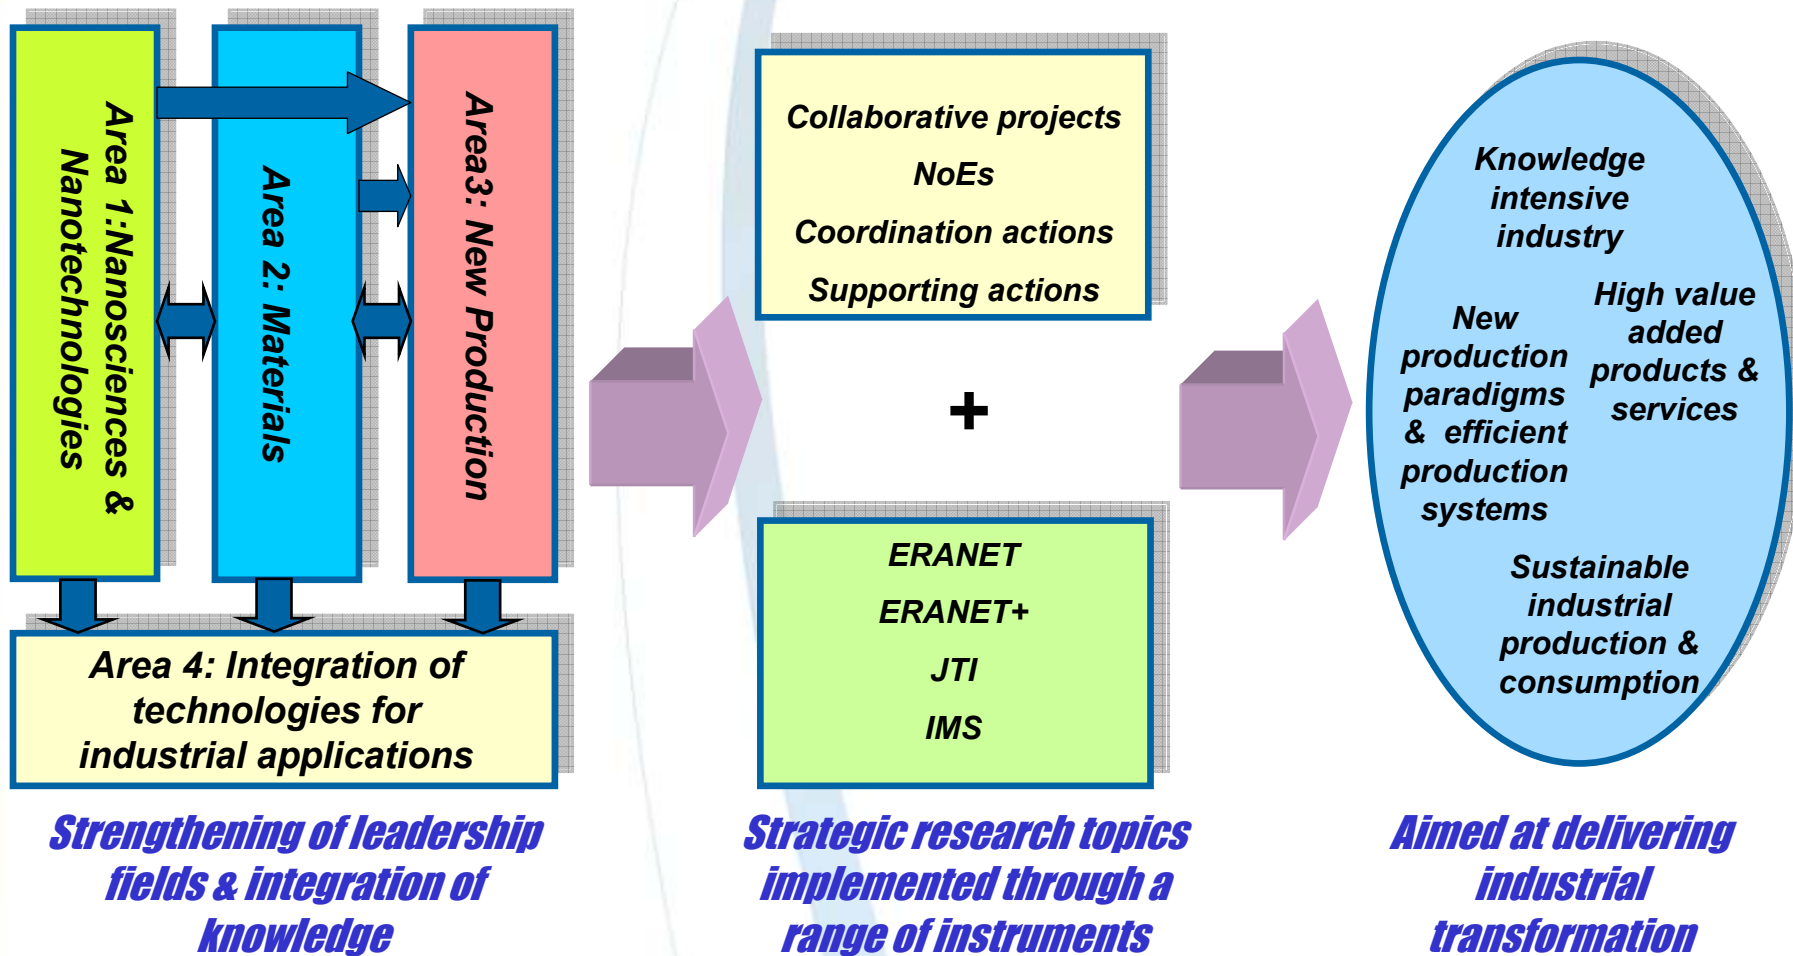 Area 1:Nanosciences &
Nanotechnologies
Area 2: Materials
Area3: New Production
Area 4: Integration of
technologies for
industrial applications
Strengthening of leadership
fields & integration of
knowledge
Collaborative projects
NoEs
Coordination actions
Supporting actions
+
ERANET
ERANET+
JTI
IMS
Strategic research topics
implemented through a
range of instruments
Knowledge
intensive
industry
High value
added
products &
services
New
production
paradigms
& efficient
production
systems
Sustainable
industrial
production &
consumption
Aimed at delivering
industrial
transformation